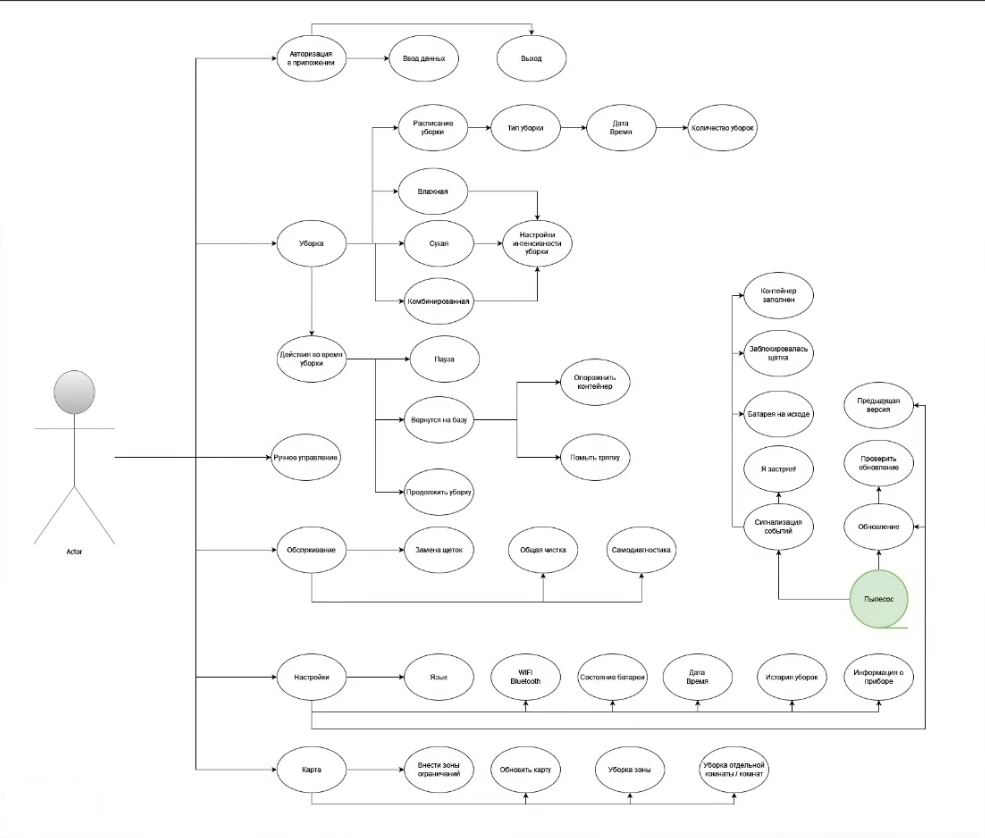 Авторизация
в приложении
Ввод данных
Выход
Расписание
уборки
Тип уборки
Дата
Время
Количество уборок
Влажная
Уборка
Сухая
Настройки
интенсивности
уборки
Комбинированная
Контейнер
заполнен
Действия во время
уборки
Пауза
Заблокировалась
щётка
Опорожнить
контейнер
Вернутся на базу
Батарея на исходе
Предыдущая
версия
Ручное управление
Помыть тряпку
Я застрял!
Проверить
обновление
Продолжить уборку
Сигнализация
событий
Обновление
Actor
Обслуживание
Замена щеток
Общая чистка
Самодиагностика
Пылесос
Настройки
Язык
WIFI
Bluetooth
Состояние батареи
Дата
Время
История уборок
Информация о
приборе
Карта
Внести зоны
ограничений
Обновить карту
Уборка зоны
Уборка отдельной
комнаты / комнат